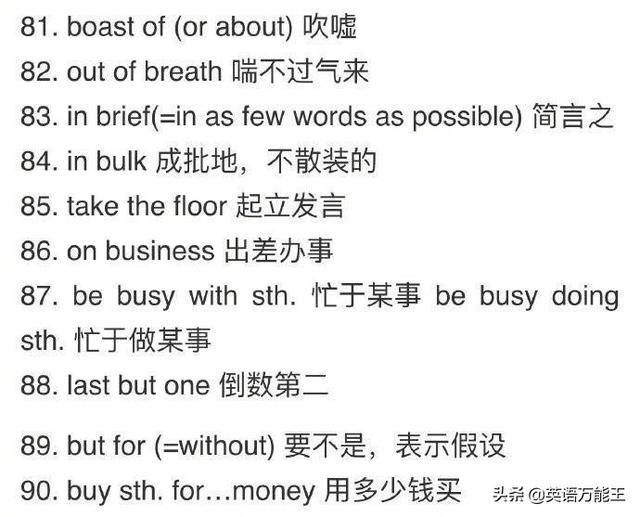 81. boast of (or about) 吹嘘
82. out of breath 喘不过气来
83. in brief(=in as few words as possible) 简言之
84. in bulk 成批地，不散装的
85. take the floor 起立发言
86. on business 出差办事
87. be busy with sth. 忙于某事 be busy doing
sth. 忙于做某事
88. last but one 倒数第二
89. but for (=without) 要不是，表示假设
90. buy sth. for…money 用多少钱买
头条 @英语万能王